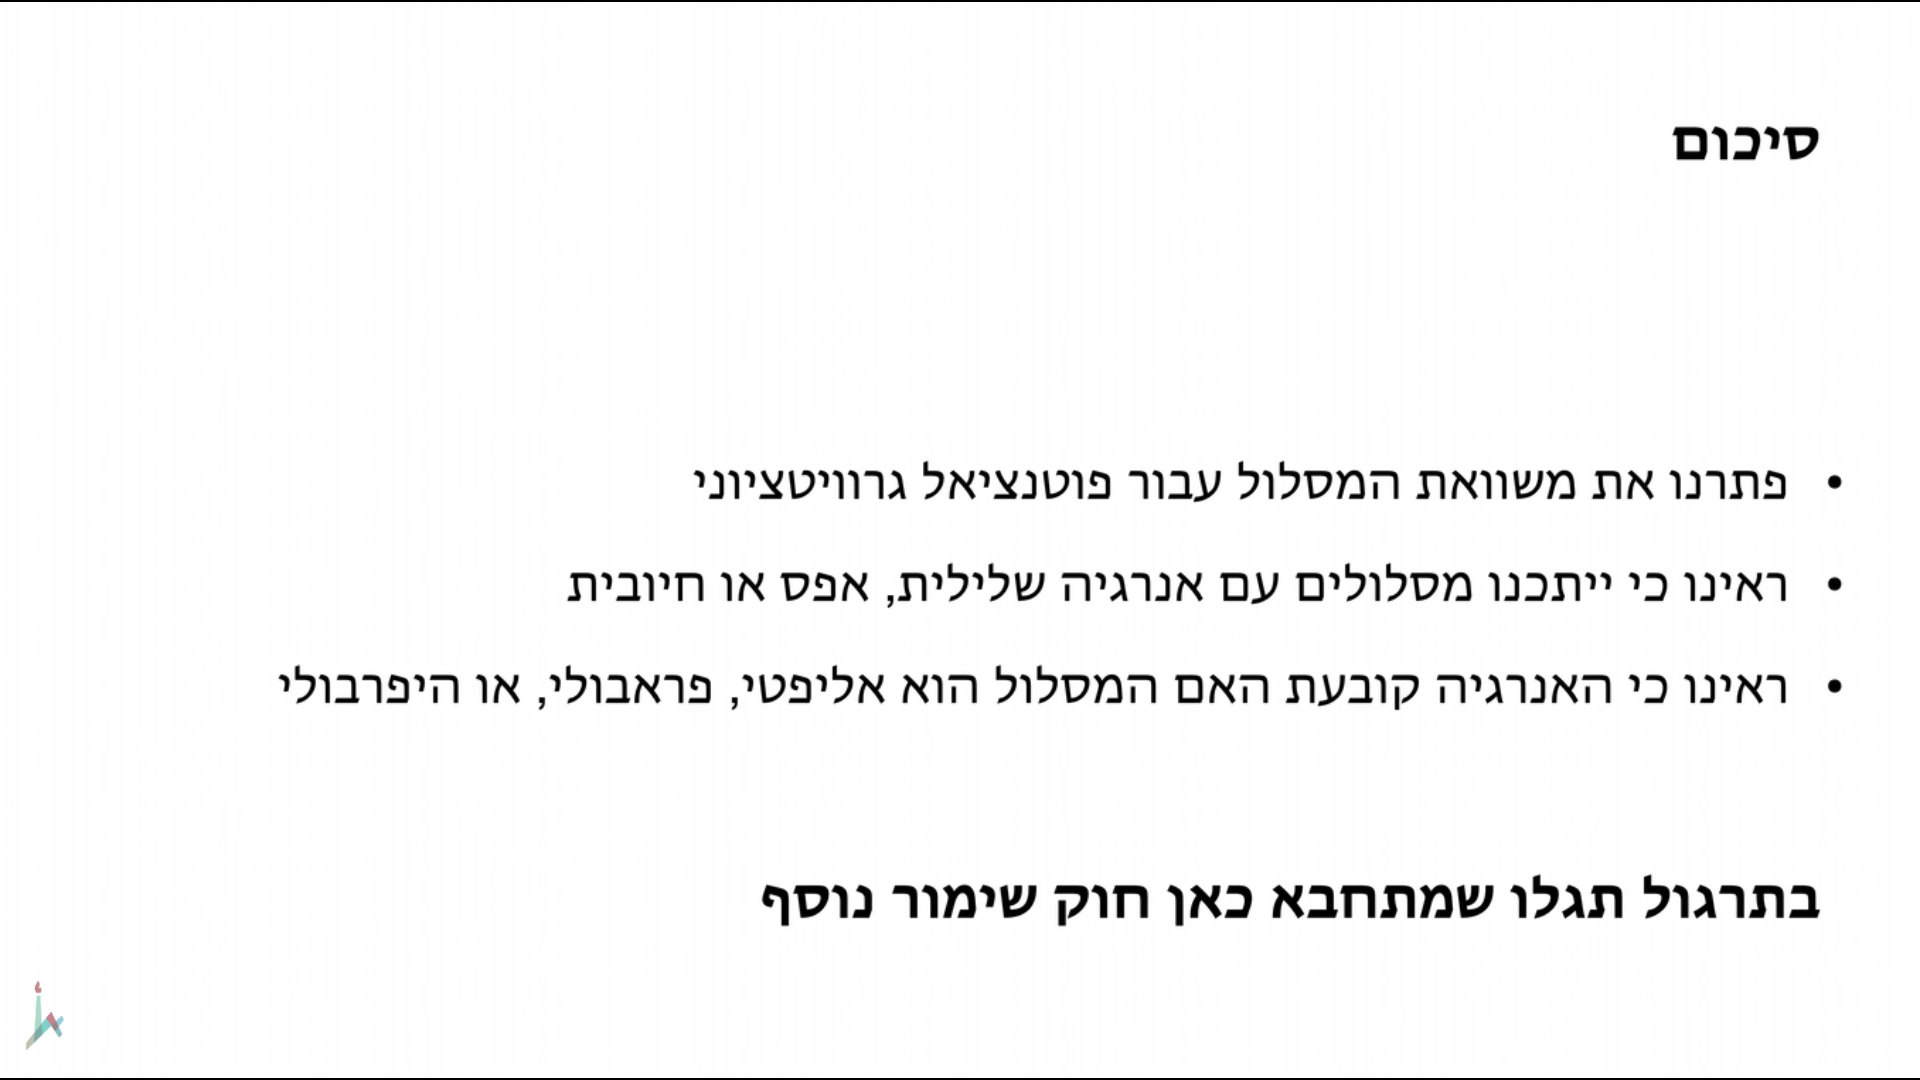 סיכום
• פתרנו את משוואת המסלול עבור פוטנציאל גרוויטציוני
• ראינו כי ייתכנו מסלולים עם אנרגיה שלילית, אפס או חיובית
• ראינו כי האנרגיה קובעת האם המסלול הוא אליפטי, פראבולי, או היפרבולי
בתרגול תגלו שמתחבא כאן חוק שימור נוסף